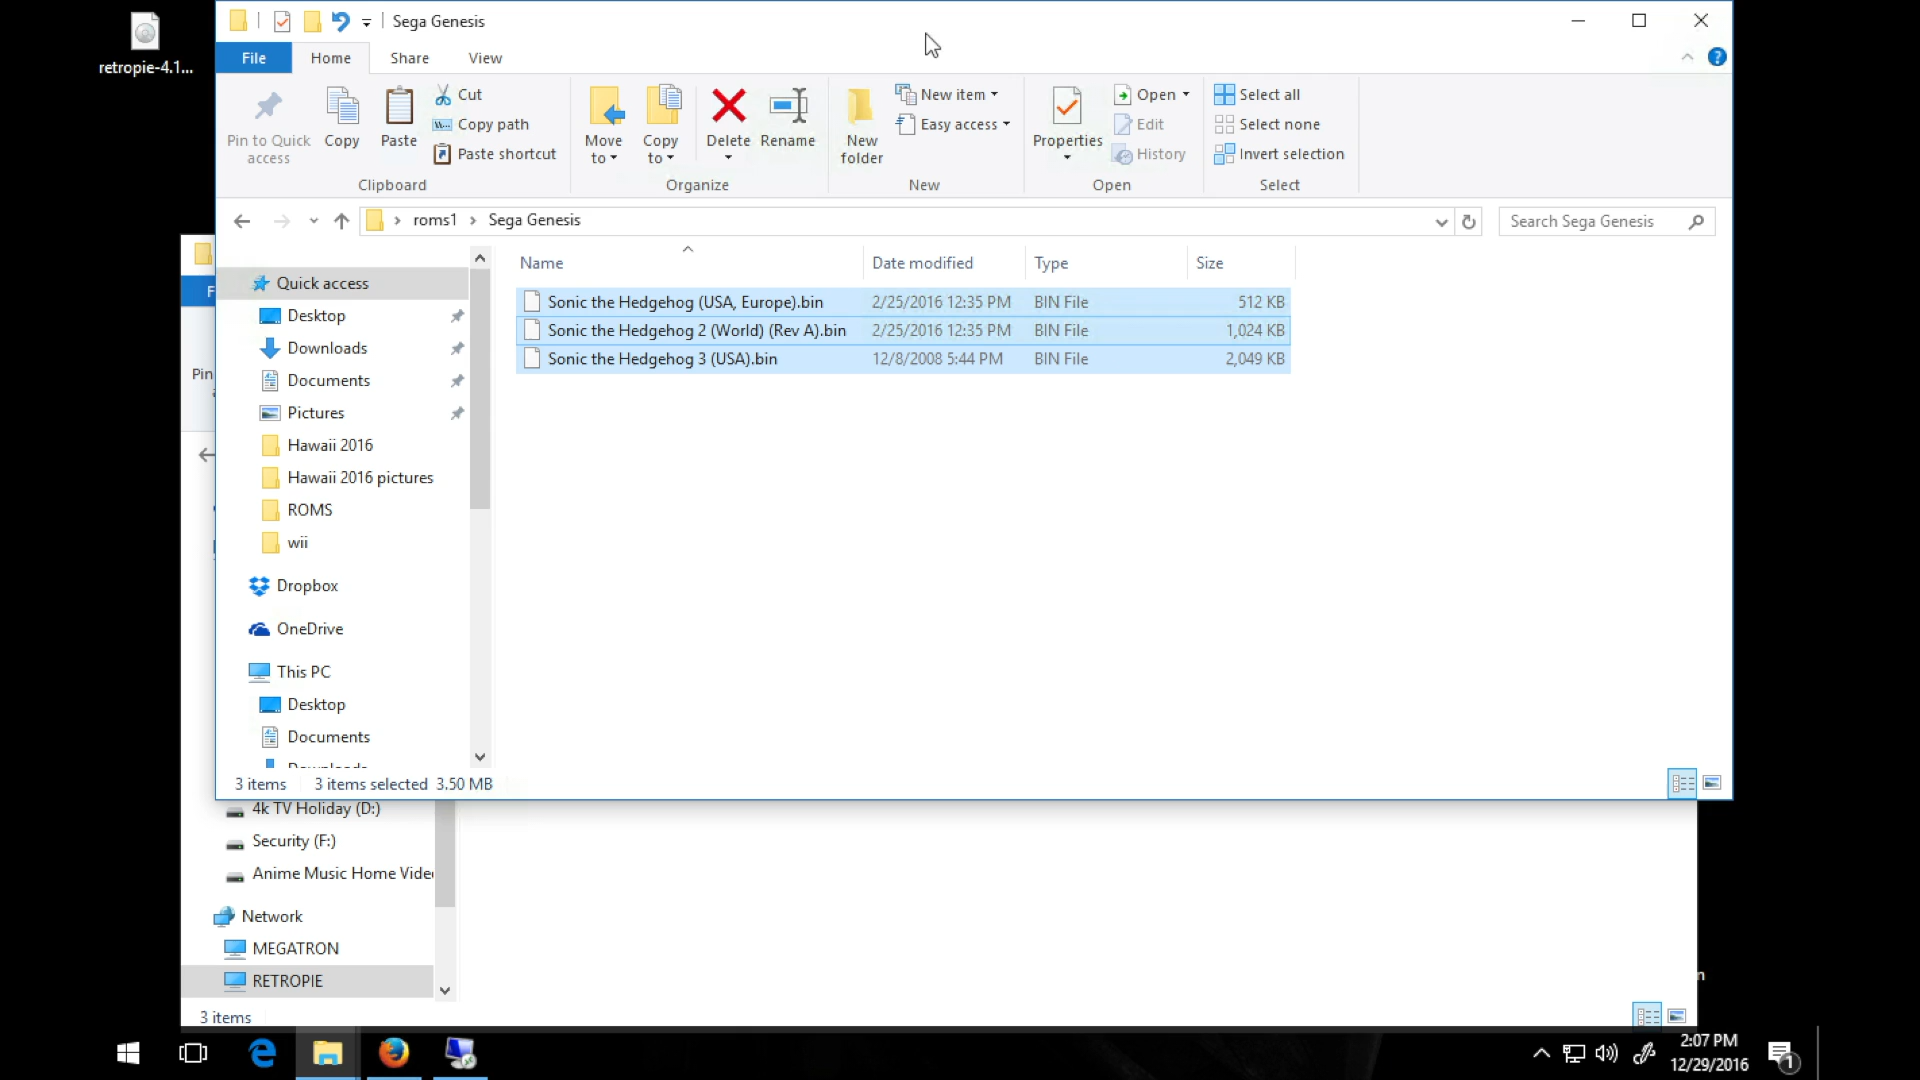 retropie-4.1...
Sega Genesis
File
Home
Share
View
Pin to Quick access
Copy
Paste
Cut
Copy path
Paste shortcut
Clipboard
Move to
Copy to
Delete
Rename
Organize
New folder
New item
Easy access
New
Properties
Open
Edit
History
Open
Select all
Select none
Invert selection
Select
roms1 > Sega Genesis
Search Sega Genesis
Name Date modified Type Size
Sonic the Hedgehog (USA, Europe).bin 2/25/2016 12:35 PM BIN File 512 KB
Sonic the Hedgehog 2 (World) (Rev A).bin 2/25/2016 12:35 PM BIN File 1,024 KB
Sonic the Hedgehog 3 (USA).bin 12/8/2008 5:44 PM BIN File 2,049 KB
Quick access
Desktop
Downloads
Documents
Pictures
Hawaii 2016
Hawaii 2016 pictures
ROMS
wii
Dropbox
OneDrive
This PC
Desktop
Documents
Downloads
3 items 3 items selected 3.50 MB
F
Pin
4k TV Holiday (D:)
Security (F:)
Anime Music Home Vide
Network
MEGATRON
RETROPIE
3 items
n
2:07 PM
12/29/2016
1